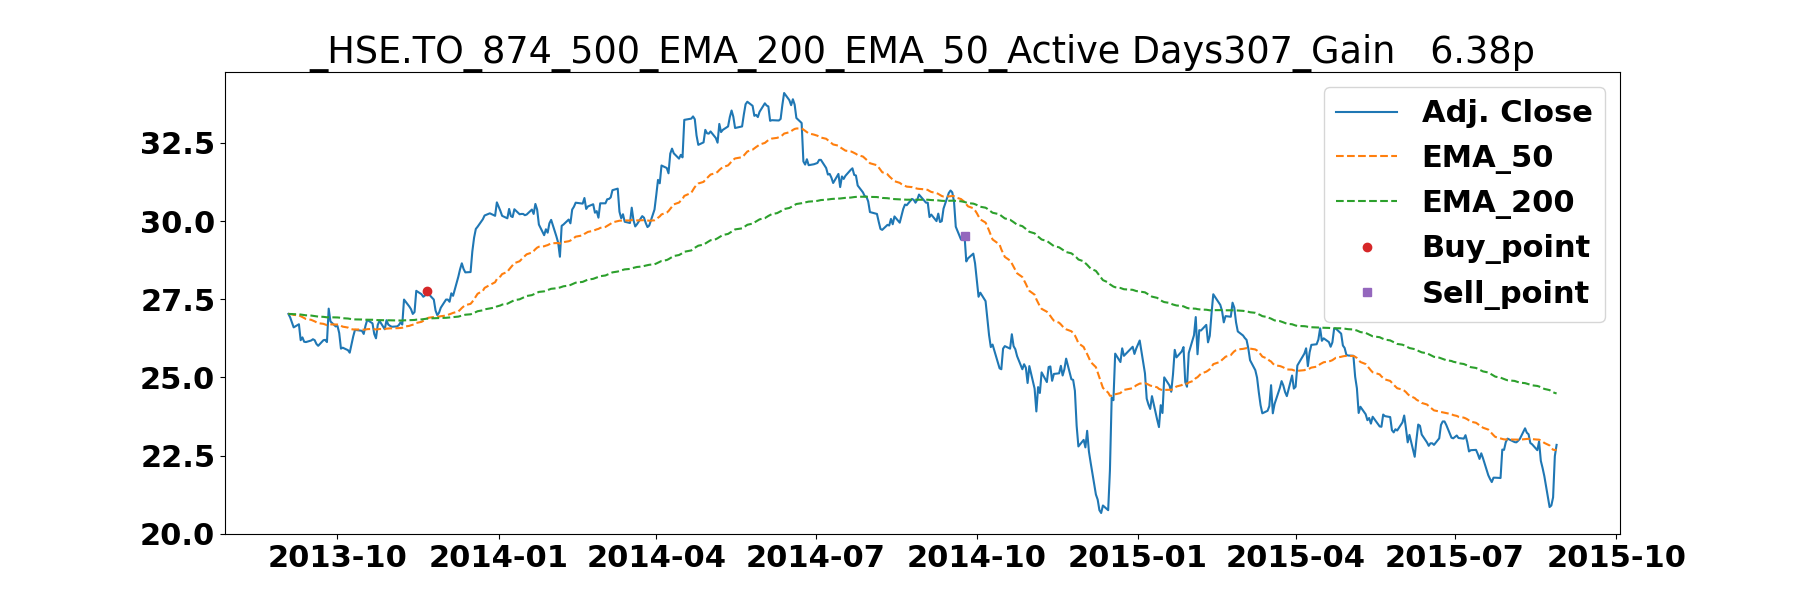 _HSE.TO_874_500_EMA_200_EMA_50_Active Days307_Gain   6.38p
Adj. Close
EMA_50
EMA_200
Buy_point
Sell_point
32.5
30.0
27.5
25.0
22.5
20.0
2013-10 2014-01 2014-04 2014-07 2014-10 2015-01 2015-04 2015-07 2015-10